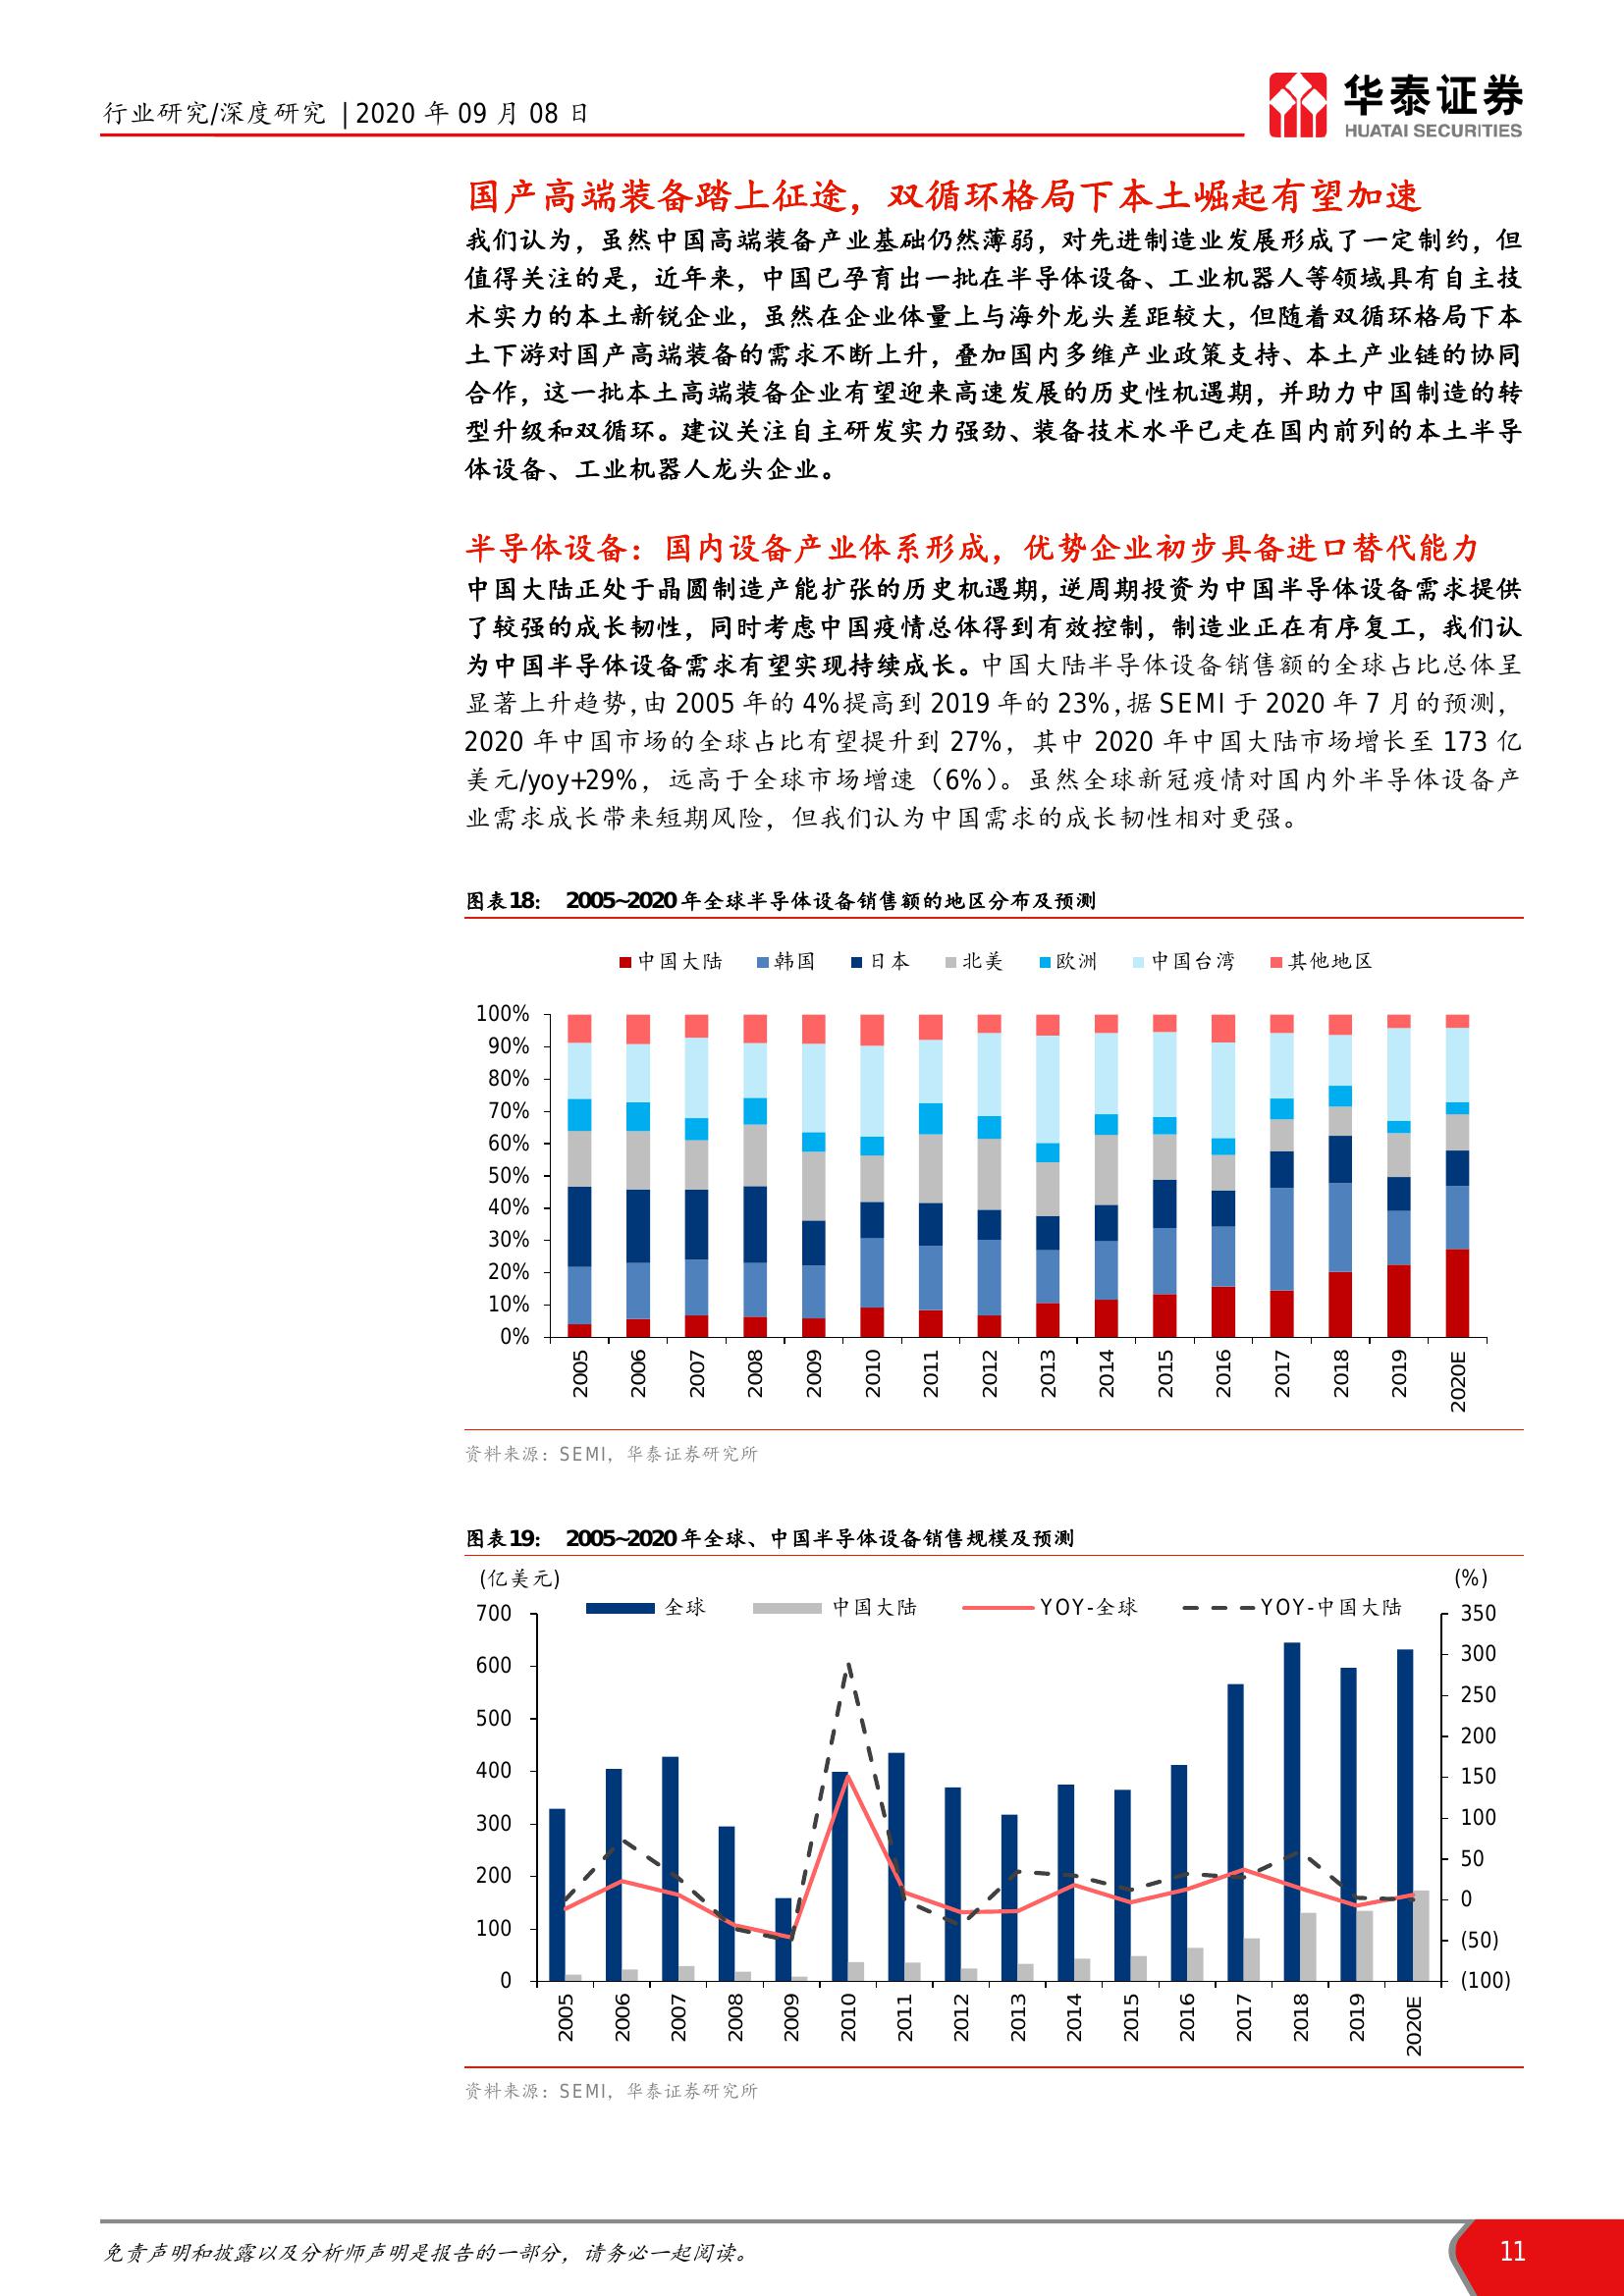 行业研究/深度研究 | 2020 年 09 月 08 日
华泰证券
HUATAI SECURITIES
国产高端装备踏上征途，双循环格局下本土崛起有望加速
我们认为，虽然中国高端装备产业基础仍然薄弱，对先进制造业发展形成了一定制约，但
值得关注的是，近年来，中国已孕育出一批在半导体设备、工业机器人等领域具有自主技
术实力的本土新锐企业，虽然在企业体量上与海外龙头差距较大，但随着双循环格局下本
土下游对国产高端装备的需求不断上升，叠加国内多维产业政策支持、本土产业链的协同
合作，这一批本土高端装备企业有望迎来高速发展的历史性机遇期，并助力中国制造的转
型升级和双循环。建议关注自主研发实力强劲、装备技术水平已走在国内前列的本土半导
体设备、工业机器人龙头企业。
半导体设备：国内设备产业体系形成，优势企业初步具备进口替代能力
中国大陆正处于晶圆制造产能扩张的历史机遇期，逆周期投资为中国半导体设备需求提供
了较强的成长韧性，同时考虑中国疫情总体得到有效控制，制造业正在有序复工，我们认
为中国半导体设备需求有望实现持续成长。中国大陆半导体设备销售额的全球占比总体呈
显著上升趋势，由 2005 年的 4%提高到 2019 年的 23%，据 SEMI 于 2020 年 7 月的预测，
2020 年中国市场的全球占比有望提升到 27%，其中 2020 年中国大陆市场增长至 173 亿
美元/yoy+29%，远高于全球市场增速（6%）。虽然全球新冠疫情对国内外半导体设备产
业需求成长带来短期风险，但我们认为中国需求的成长韧性相对更强。
图表18： 2005~2020 年全球半导体设备销售额的地区分布及预测
中国大陆 韩国 日本 北美 欧洲 中国台湾 其他地区
100%
90%
80%
70%
60%
50%
40%
30%
20%
10%
0%
2005 2006 2007 2008 2009 2010 2011 2012 2013 2014 2015 2016 2017 2018 2019 2020E
资料来源：SEMI，华泰证券研究所
图表19： 2005~2020 年全球、中国半导体设备销售规模及预测
(亿美元) (%)
全球 中国大陆 YOY-全球 YOY-中国大陆
700 350
600 300
500 250
400 200
300 150
200 100
100 50
0 0
(50)
(100)
2005 2006 2007 2008 2009 2010 2011 2012 2013 2014 2015 2016 2017 2018 2019 2020E
资料来源：SEMI，华泰证券研究所
免责声明和披露以及分析师声明是报告的一部分，请务必一起阅读。
11